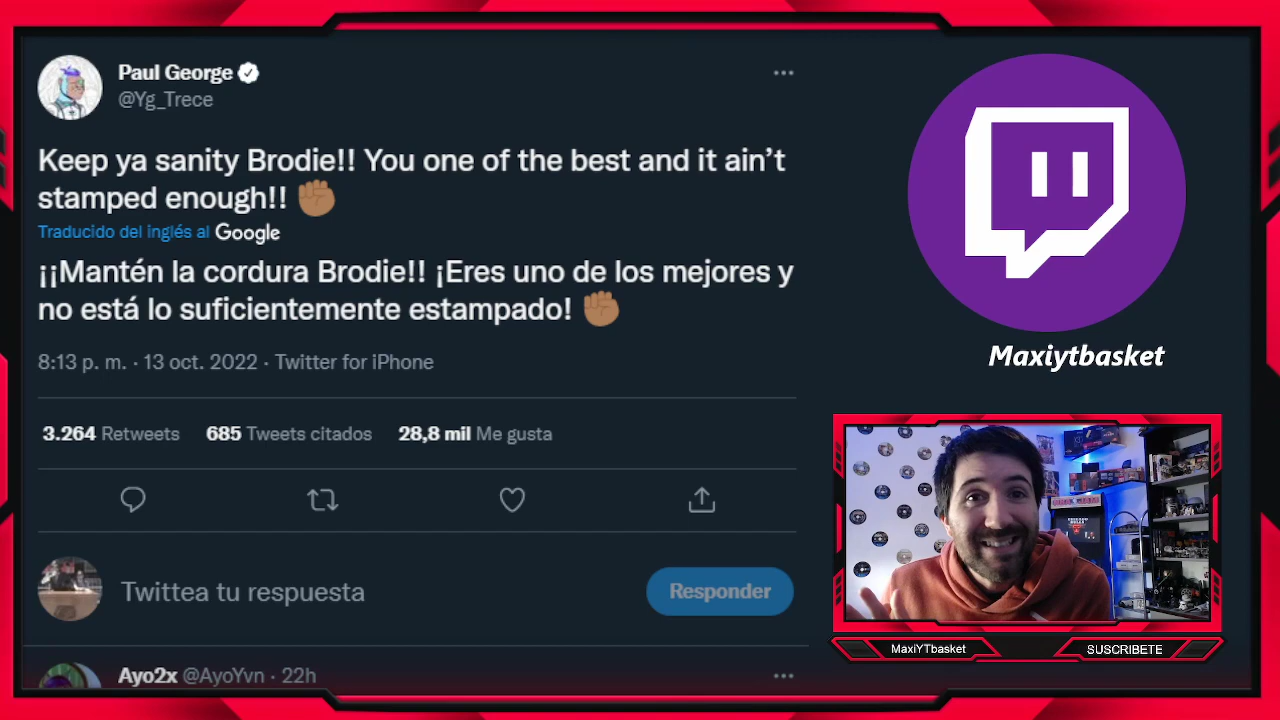 Paul George
@Yg_Trece
Keep ya sanity Brodie!! You one of the best and it ain’t
stamped enough!! ✊🏽
Traducido del inglés al Google
¡¡Mantén la cordura Brodie!! ¡Eres uno de los mejores y
no está lo suficientemente estampado! ✊🏽
8:13 p. m. · 13 oct. 2022 · Twitter for iPhone
3.264 Retweets 685 Tweets citados 28,8 mil Me gusta
Twittea tu respuesta
Responder
Ayo2x @AyoYvn · 22h
Maxiytbasket
MaxiYTbasket
SUSCRIBETE